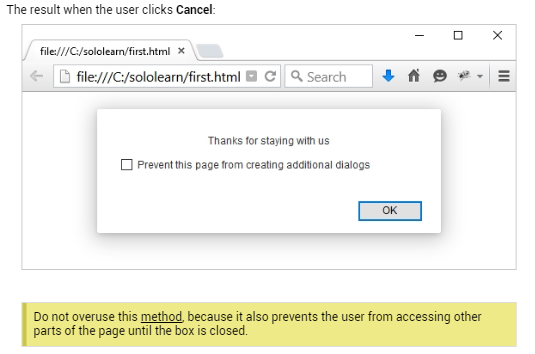 The result when the user clicks Cancel:
file:///C:/sololearn/first.html ×
file:///C:/sololearn/first.html
Search
Thanks for staying with us
Prevent this page from creating additional dialogs
OK
Do not overuse this method, because it also prevents the user from accessing other
parts of the page until the box is closed.